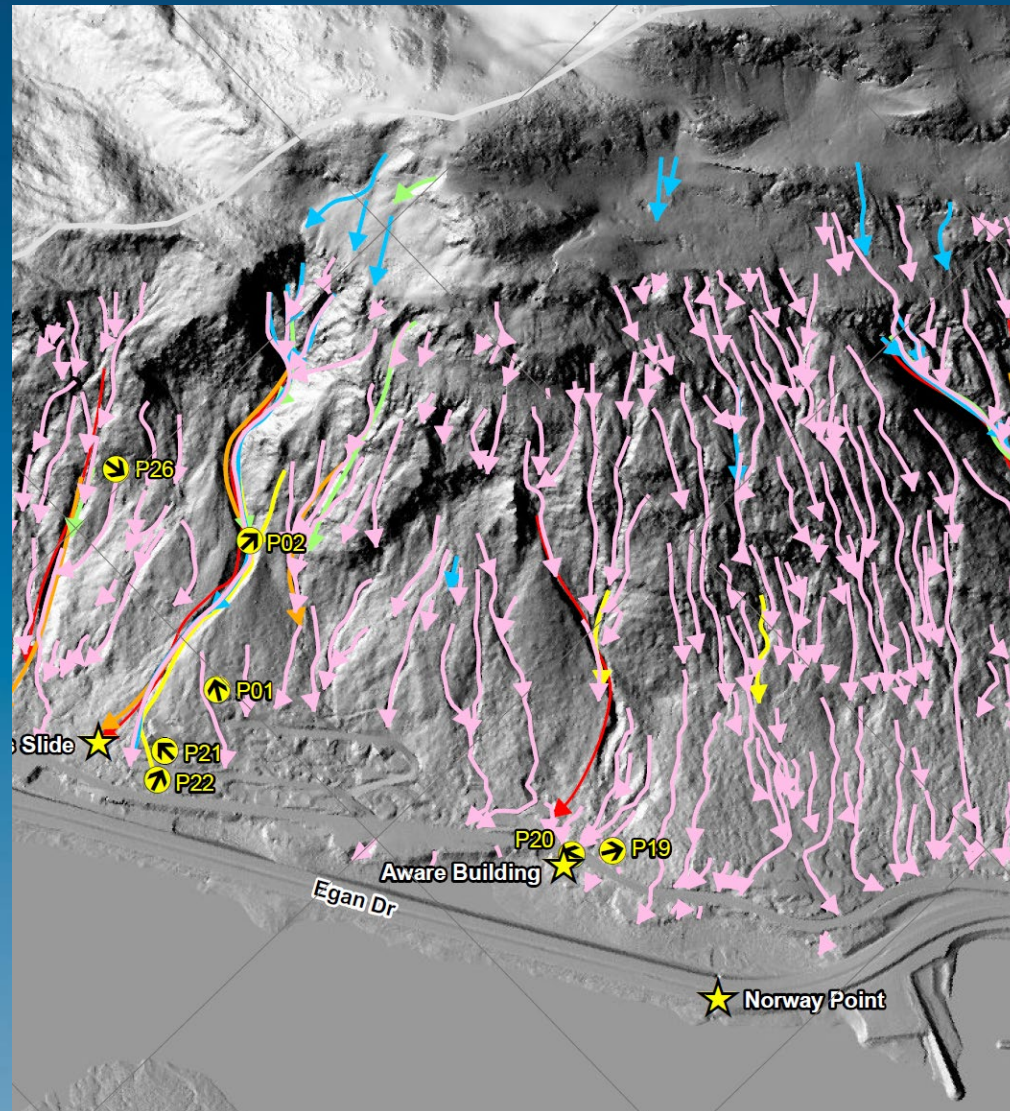 P26
P02
P01
s Slide
P21
P22
P20
P19
Aware Building
Egan Dr
Norway Point